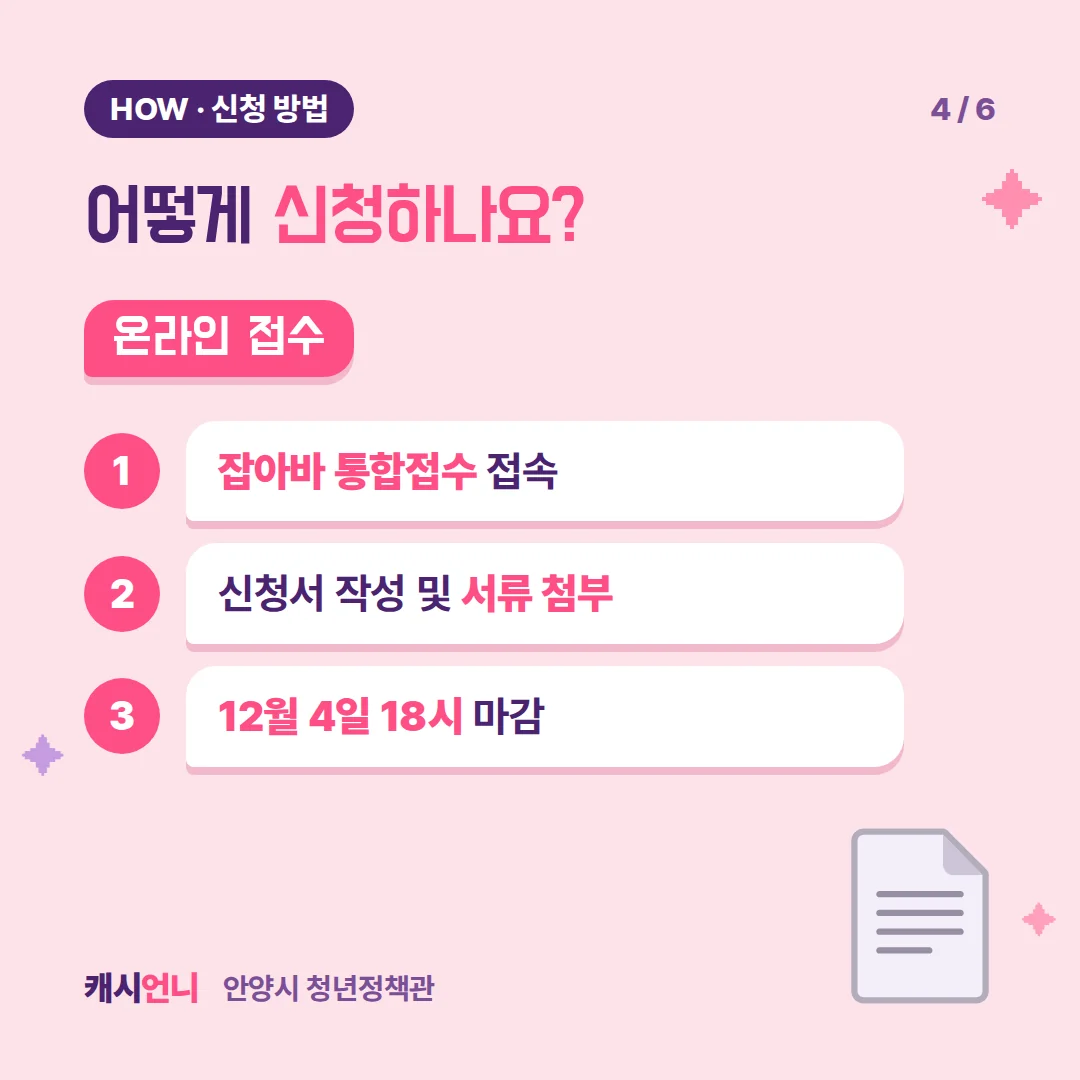 HOW · 신청 방법
4 / 6
어떻게 신청하나요?
온라인 접수
1
잡아바 통합접수 접속
2
신청서 작성 및 서류 첨부
3
12월 4일 18시 마감
캐시언니 안양시 청년정책관